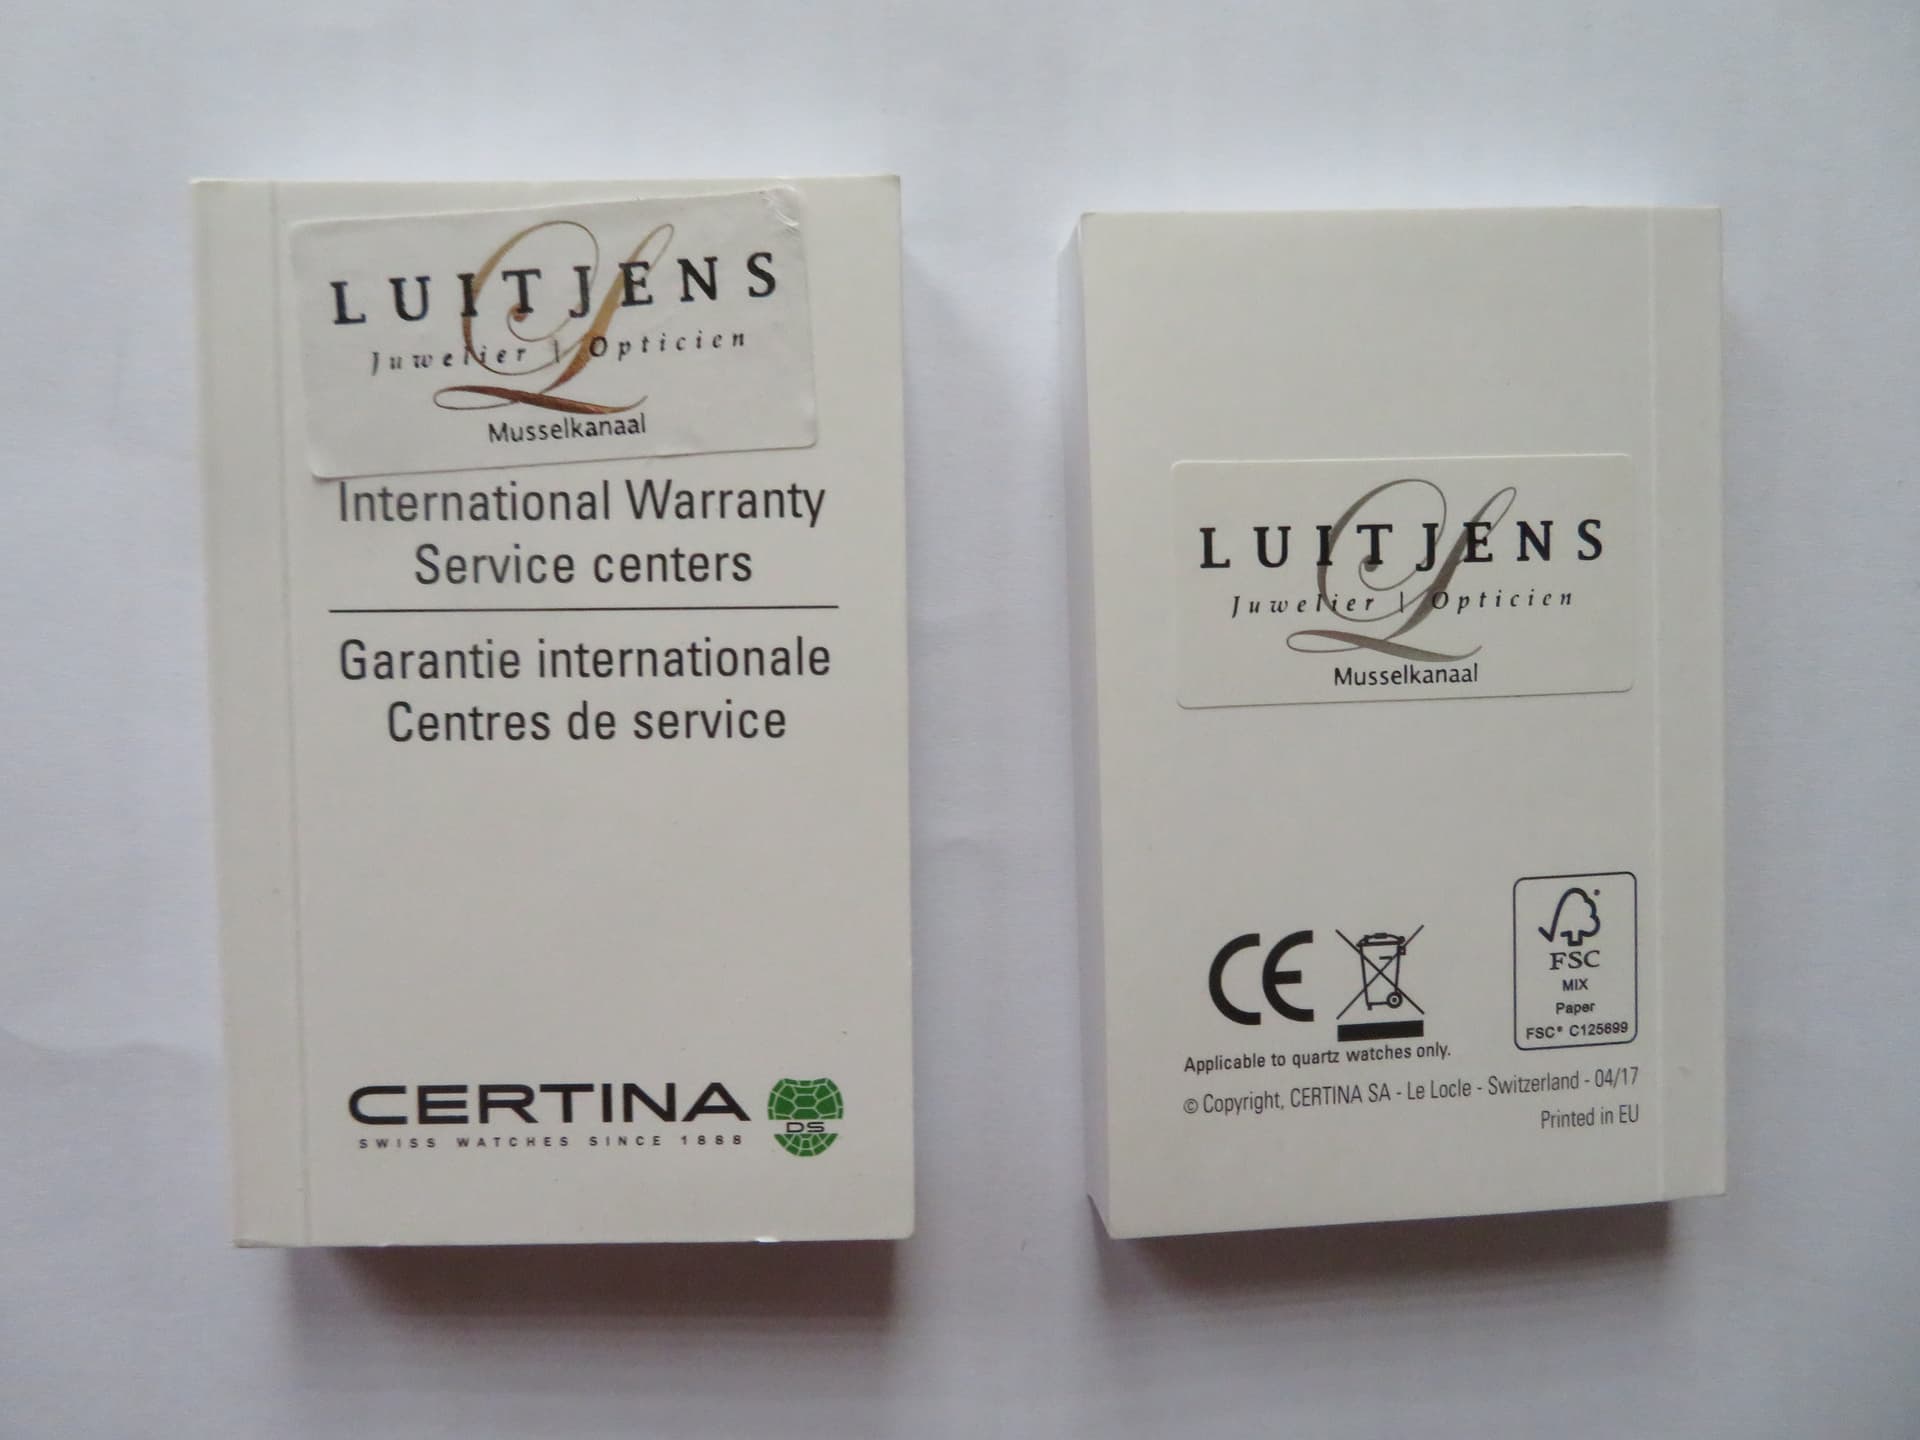 LUITJENS
Juwelier | Opticien
Musselkanaal
International Warranty
Service centers
Garantie internationale
Centres de service
CERTINA
SWISS WATCHES SINCE 1888
DS
LUITJENS
Juwelier | Opticien
Musselkanaal
CE
FSC
MIX
Paper
FSC® C125699
Applicable to quartz watches only.
© Copyright, CERTINA SA - Le Locle - Switzerland - 04/17
Printed in EU